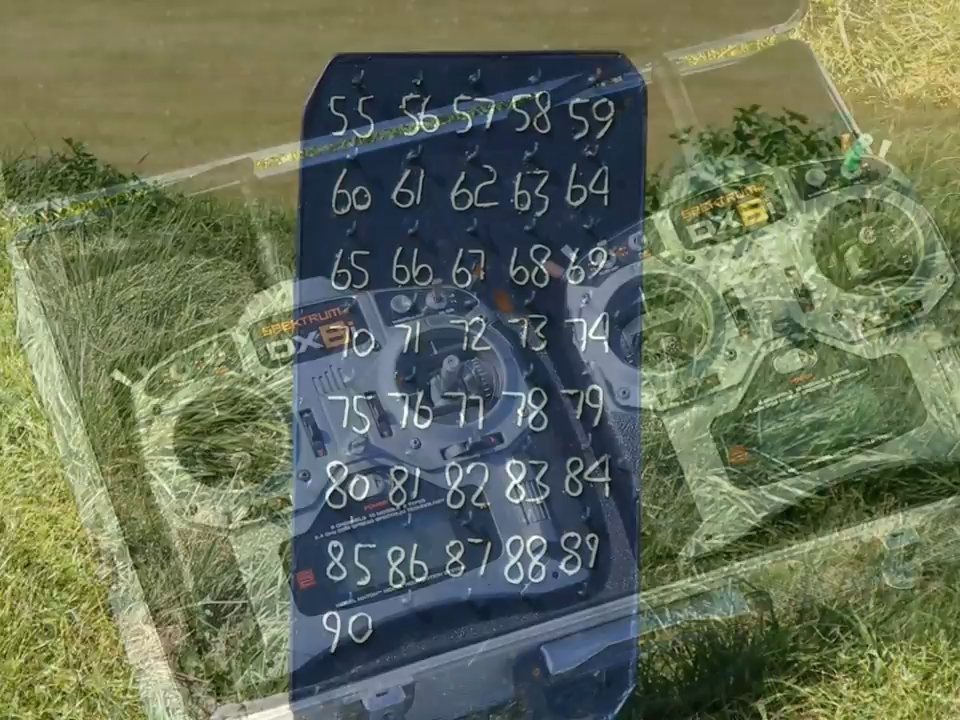 55 56 57 58 59
60 61 62 63 64
65 66 67 68 69
70 71 72 73 74
75 76 77 78 79
80 81 82 83 84
85 86 87 88 89
90
SPEKTRUM
DX8
SPEKTRUM
DX8